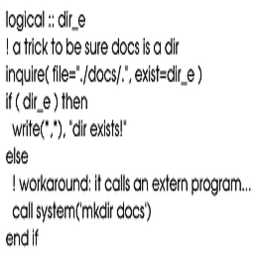 logical :: dir_e
! a trick to be sure docs is a dir
inquire( file="./docs/.", exist=dir_e )
if ( dir_e ) then
  write(*,*), "dir exists!"
else
  ! workaround: it calls an extern program...
  call system('mkdir docs')
end if